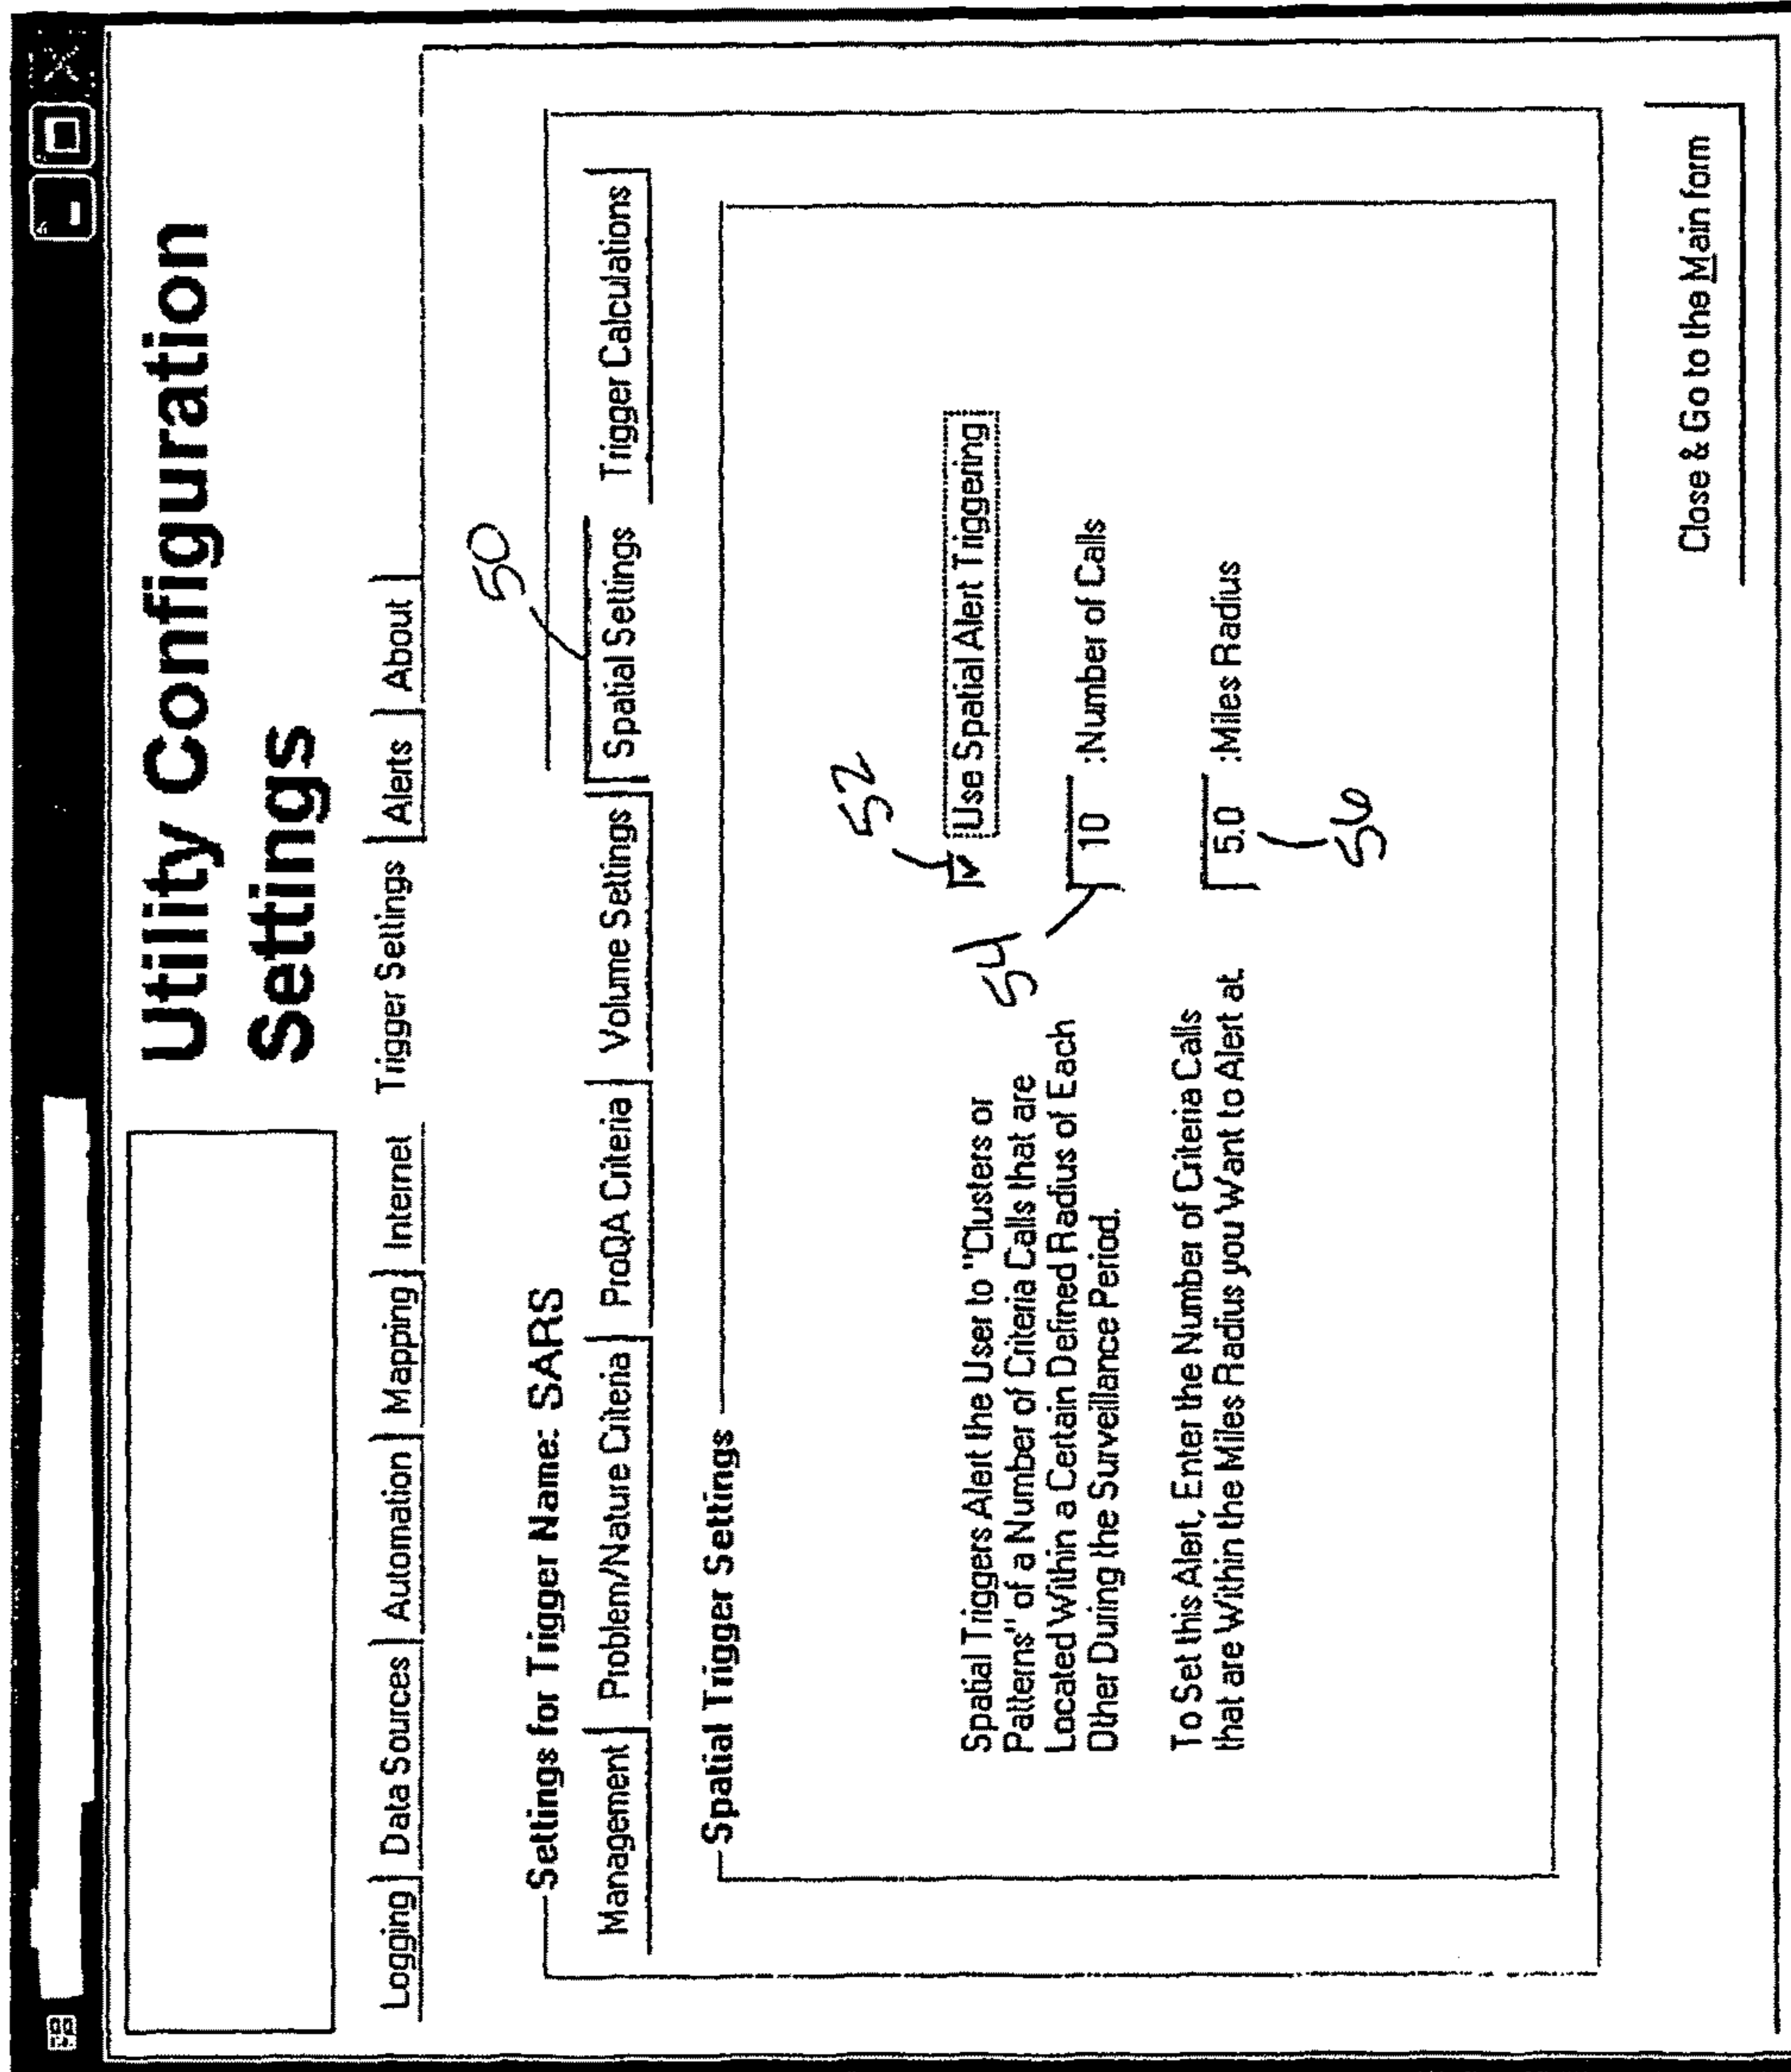 Utility Configuration
Settings
Logging Data Sources Automation Mapping Internet Trigger Settings Alerts About
50
Settings for Trigger Name: SARS
Management Problem/Nature Criteria ProQA Criteria Volume Settings Spatial Settings Trigger Calculations
Spatial Trigger Settings
52
Spatial Triggers Alert the User to "Clusters or
Patterns" of a Number of Criteria Calls that are
Located Within a Certain Defined Radius of Each
Other During the Surveillance Period.
Use Spatial Alert Triggering
54
10 :Number of Calls
To Set this Alert, Enter the Number of Criteria Calls
that are Within the Miles Radius you Want to Alert at.
5.0 :Miles Radius
56
Close & Go to the Main form